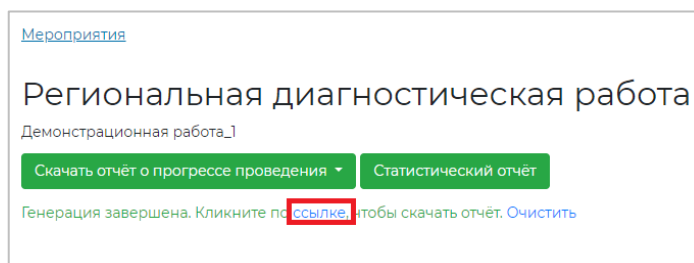 Мероприятия
Региональная диагностическая работа
Демонстрационная работа_1
Скачать отчёт о прогрессе проведения Статистический отчёт
Генерация завершена. Кликните по ссылке, чтобы скачать отчёт. Очистить